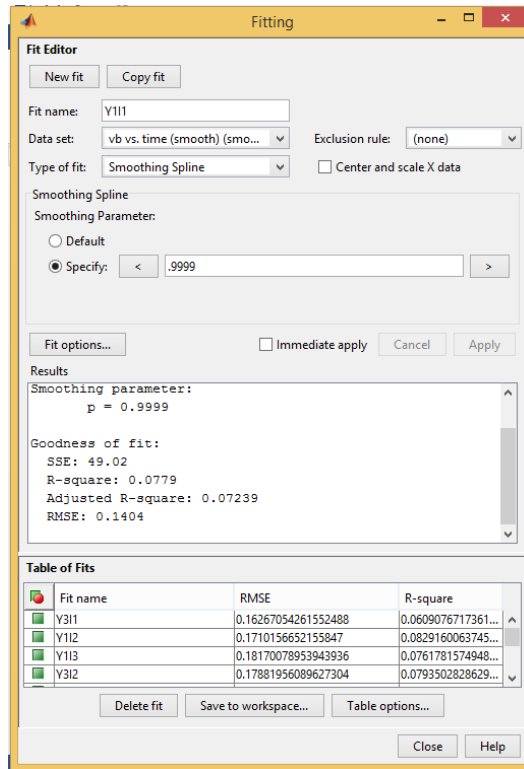 Fitting
Fit Editor
New fit Copy fit
Fit name: Y1I1
Data set: vb vs. time (smooth) (smo... Exclusion rule: (none)
Type of fit: Smoothing Spline Center and scale X data
Smoothing Spline
Smoothing Parameter:
Default
Specify: < .9999 >
Fit options... Immediate apply Cancel Apply
Results
Smoothing parameter:
p = 0.9999
Goodness of fit:
SSE: 49.02
R-square: 0.0779
Adjusted R-square: 0.07239
RMSE: 0.1404
Table of Fits
Fit name RMSE R-square
Y3I1 0.16267054261552488 0.0609076717361...
Y1I2 0.1710156652155847 0.0829160063745...
Y1I3 0.18170078953943936 0.0761781574948...
Y3I2 0.17881956089627304 0.0793502828629...
Delete fit Save to workspace... Table options...
Close Help